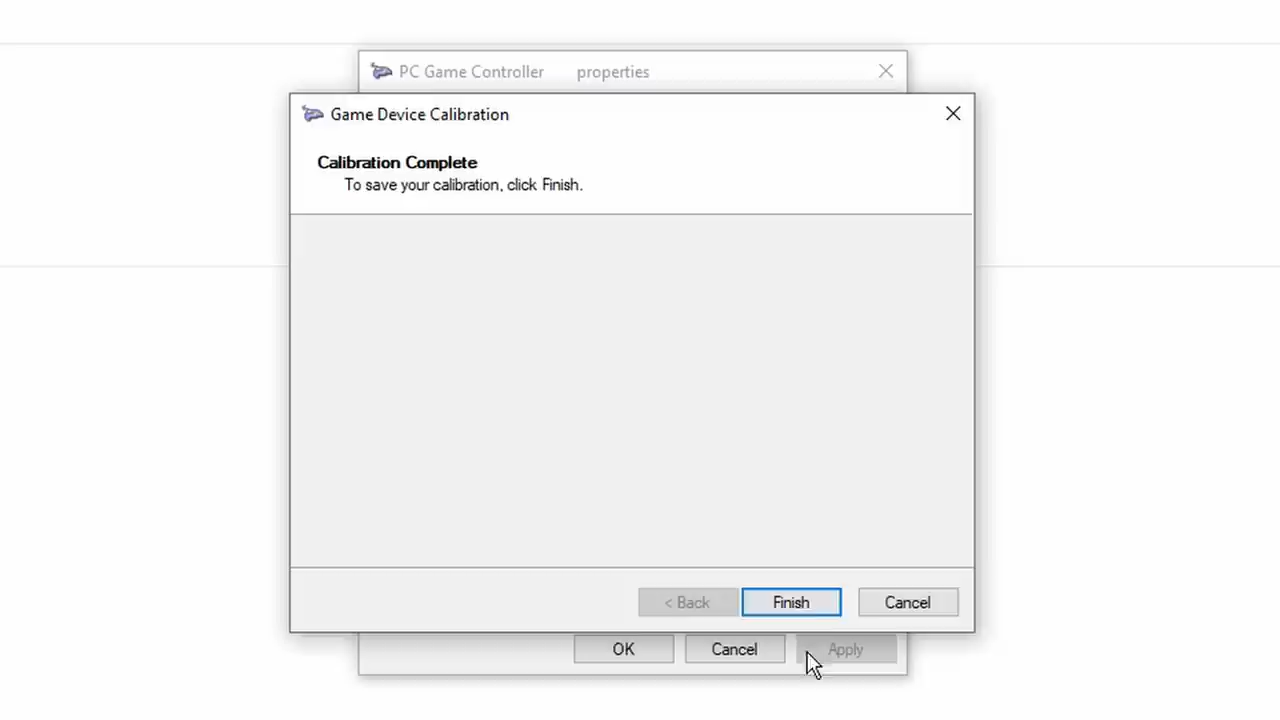 PC Game Controller properties
Game Device Calibration
Calibration Complete
To save your calibration, click Finish.
< Back Finish Cancel
OK Cancel Apply